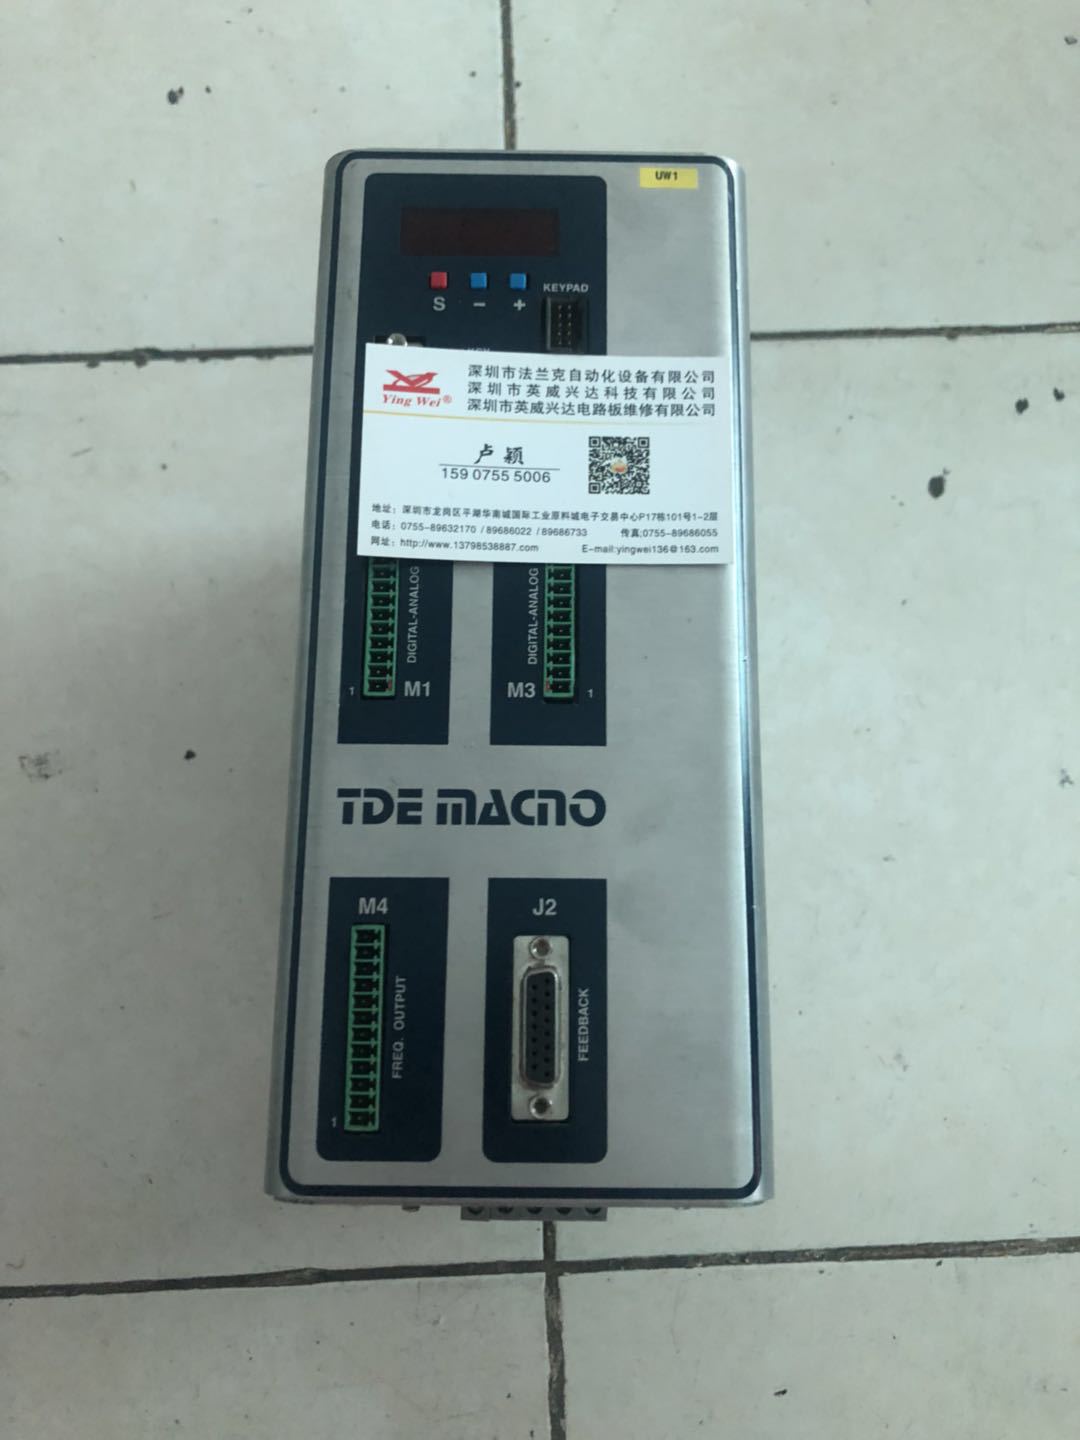 UW1
S - +
KEYPAD
Ying Wei®
深圳市法兰克自动化设备有限公司
深圳市英威兴达科技有限公司
深圳市英威兴达电路板维修有限公司
卢颖
159 0755 5006
地址：深圳市龙岗区平湖华南城国际工业原料城电子交易中心P17栋101号1-2层
电话：0755-89632170 / 89686022 / 89686733 传真;0755-89686055
网址：http://www.13798538887.com E-mail:yingwei136@163.com
DIGITAL-ANALOG
1 M1
DIGITAL-ANALOG
M3 1
TDE MACNO
M4
FREQ. OUTPUT
1
J2
FEEDBACK